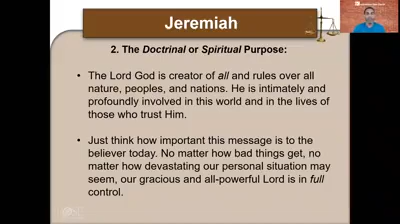 Jeremiah
2. The Doctrinal or Spiritual Purpose:
• The Lord God is creator of all and rules over all
nature, peoples, and nations. He is intimately and
profoundly involved in this world and in the lives of
those who trust Him.
• Just think how important this message is to the
believer today. No matter how bad things get, no
matter how devastating our personal situation may
seem, our gracious and all-powerful Lord is in full
control.